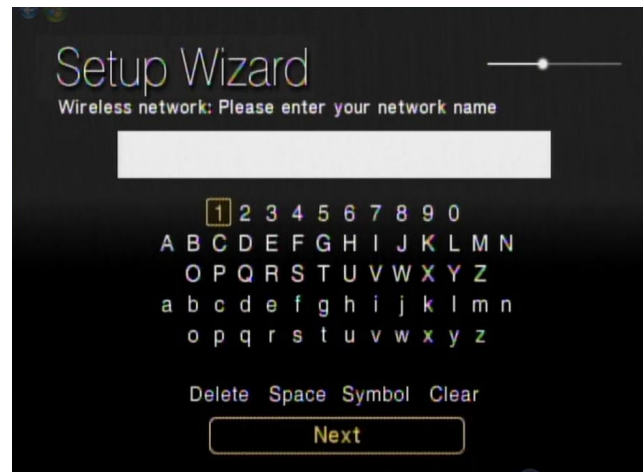 Setup Wizard
Wireless network: Please enter your network name
1 2 3 4 5 6 7 8 9 0
A B C D E F G H I J K L M N
O P Q R S T U V W X Y Z
a b c d e f g h i j k l m n
o p q r s t u v w x y z
Delete Space Symbol Clear
Next